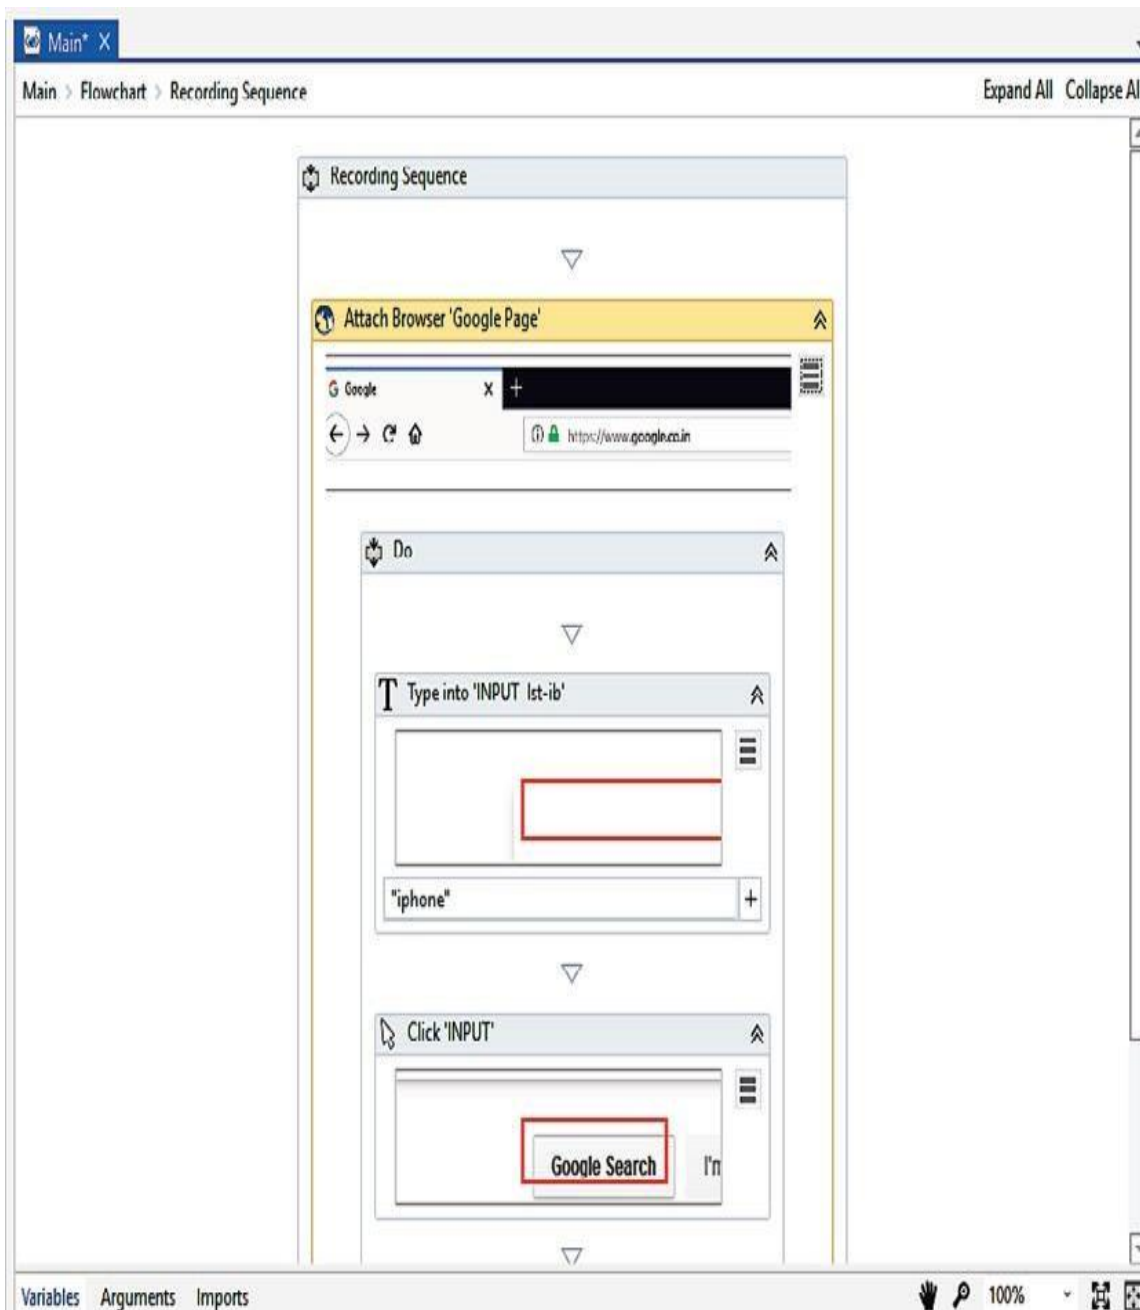 Main* X
Main > Flowchart > Recording Sequence
Expand All Collapse Al
Recording Sequence
Attach Browser 'Google Page'
G Google X +
https://www.google.co.in
Do
T Type into 'INPUT lst-ib'
"iphone" +
Click 'INPUT'
Google Search I'm
Variables Arguments Imports 100%